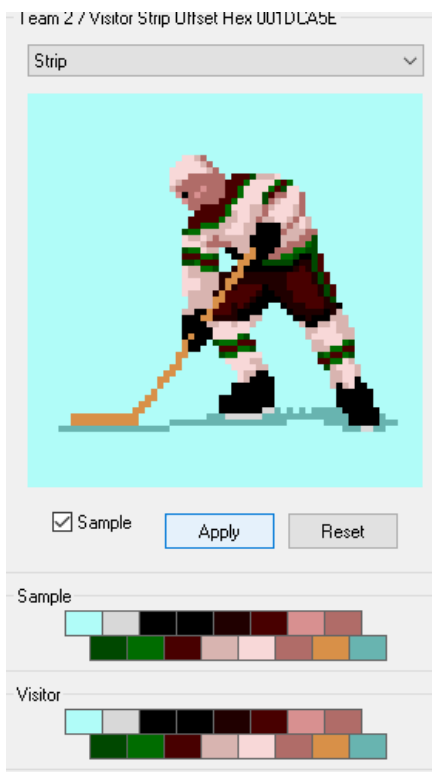 Team 2 / Visitor Strip Offset Hex 001DCA5E
Strip
Sample
Apply
Reset
Sample
Visitor